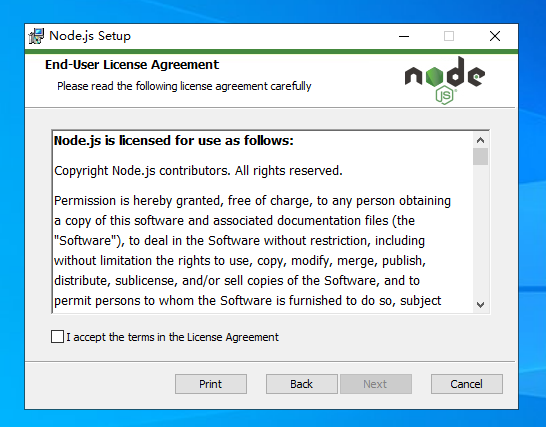 Node.js Setup
End-User License Agreement
Please read the following license agreement carefully
node
JS
Node.js is licensed for use as follows:
Copyright Node.js contributors. All rights reserved.
Permission is hereby granted, free of charge, to any person obtaining
a copy of this software and associated documentation files (the
"Software"), to deal in the Software without restriction, including
without limitation the rights to use, copy, modify, merge, publish,
distribute, sublicense, and/or sell copies of the Software, and to
permit persons to whom the Software is furnished to do so, subject
I accept the terms in the License Agreement
Print
Back
Next
Cancel